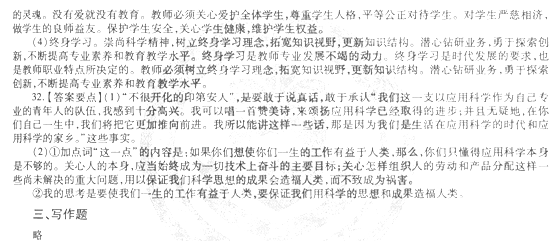 的灵魂。没有爱就没有教育。教师必须关心爱护全体学生,尊重学生人格,平等公正对待学生。对学生严慈相济,
做学生的良师益友。保护学生安全,关心学生健康,维护学生权益。
(4)终身学习。崇尚科学精神,树立终身学习理念,拓宽知识视野,更新知识结构。潜心钻研业务,勇于探索
创新,不断提高专业素养和教育教学水平。终身学习是教师专业发展不竭的动力。终身学习是时代发展的要求,也
是教师职业特点所决定的。教师必须树立终身学习理念,拓宽知识视野,更新知识结构。潜心钻研业务,勇于探索
创新,不断提高专业素养和教育教学水平。
32.【答案要点】(1)“不很开化的印第安人”,是要敢于说真话,敢于承认“我们这一支以应用科学作为自己专
业的青年人的队伍,我感到十分高兴。我可以唱一首赞美诗,来颂扬应用科学已经取得的进步;并且无疑地,在你
们自己一生中,我们将把它更加推向前进。我所以能讲这样一些话,那是因为我们是生活在应用科学的时代和应
用科学的家乡。”这些事实。
(2)①加点词“这一点”的内容是:如果你们想使你们一生的工作有益于人类,那么,你们只懂得应用科学本身
是不够的。关心人的本身,应当始终成为一切技术上奋斗的主要目标;关心怎样组织人的劳动和产品分配这样一
些尚未解决的重大问题,用以保证我们科学思想的成果会造福人类,而不致成为祸害。
②我的思考是要使我们一生的工作有益于人类,要保证我们用科学的思想和成果造福人类。
三、写作题
略